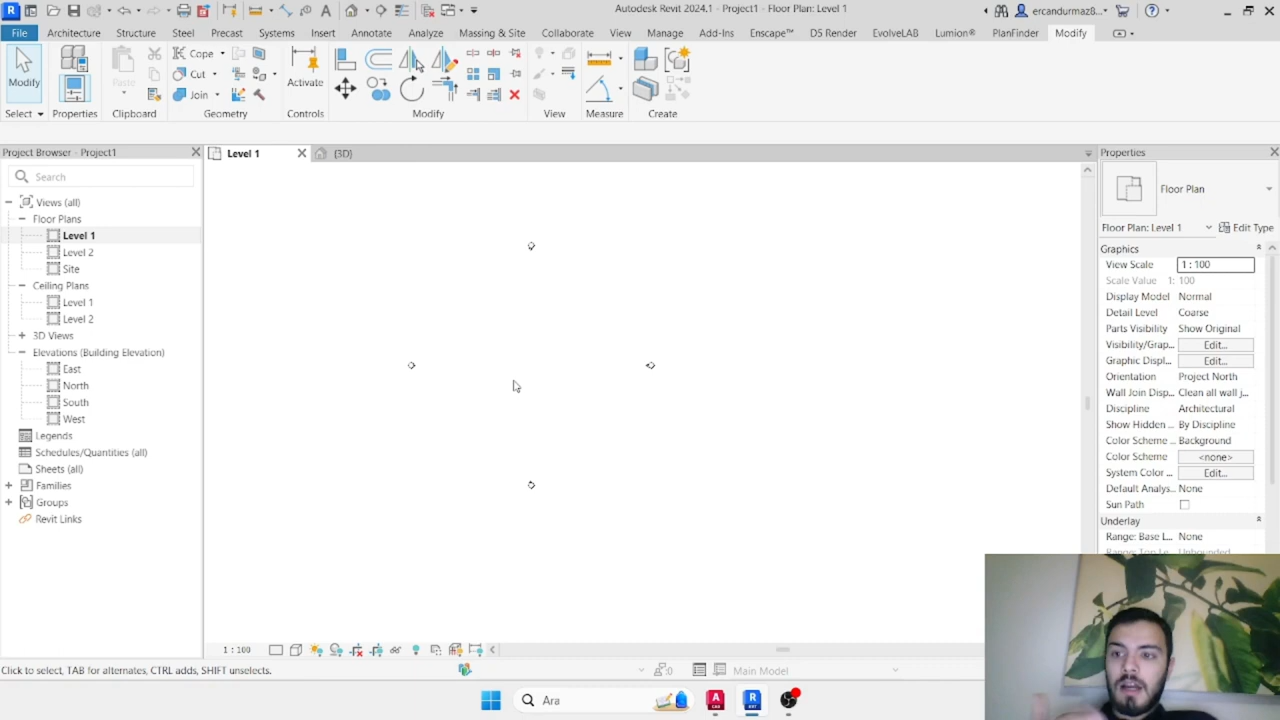 Autodesk Revit 2024.1 - Project1 - Floor Plan: Level 1
ercandurmaz8...
File Architecture Structure Steel Precast Systems Insert Annotate Analyze Massing & Site Collaborate View Manage Add-Ins Enscape™ D5 Render EvolveLAB Lumion® PlanFinder Modify
Modify Paste Cope Cut Join Activate
Select Properties Clipboard Geometry Controls Modify View Measure Create
Project Browser - Project1
Level 1 (3D)
Properties
Search
Views (all)
Floor Plans
Level 1
Level 2
Site
Ceiling Plans
Level 1
Level 2
3D Views
Elevations (Building Elevation)
East
North
South
West
Legends
Schedules/Quantities (all)
Sheets (all)
Families
Groups
Revit Links
Floor Plan
Floor Plan: Level 1 Edit Type
Graphics
View Scale 1 : 100
Scale Value 1: 100
Display Model Normal
Detail Level Coarse
Parts Visibility Show Original
Visibility/Grap... Edit...
Graphic Displ... Edit...
Orientation Project North
Wall Join Disp... Clean all wall j...
Discipline Architectural
Show Hidden ... By Discipline
Color Scheme ... Background
Color Scheme <none>
System Color ... Edit...
Default Analys... None
Sun Path
Underlay
Range: Base L... None
Range: Top Le... Unbounded
1 : 100
Click to select, TAB for alternates, CTRL adds, SHIFT unselects.
:0 Main Model
Ara